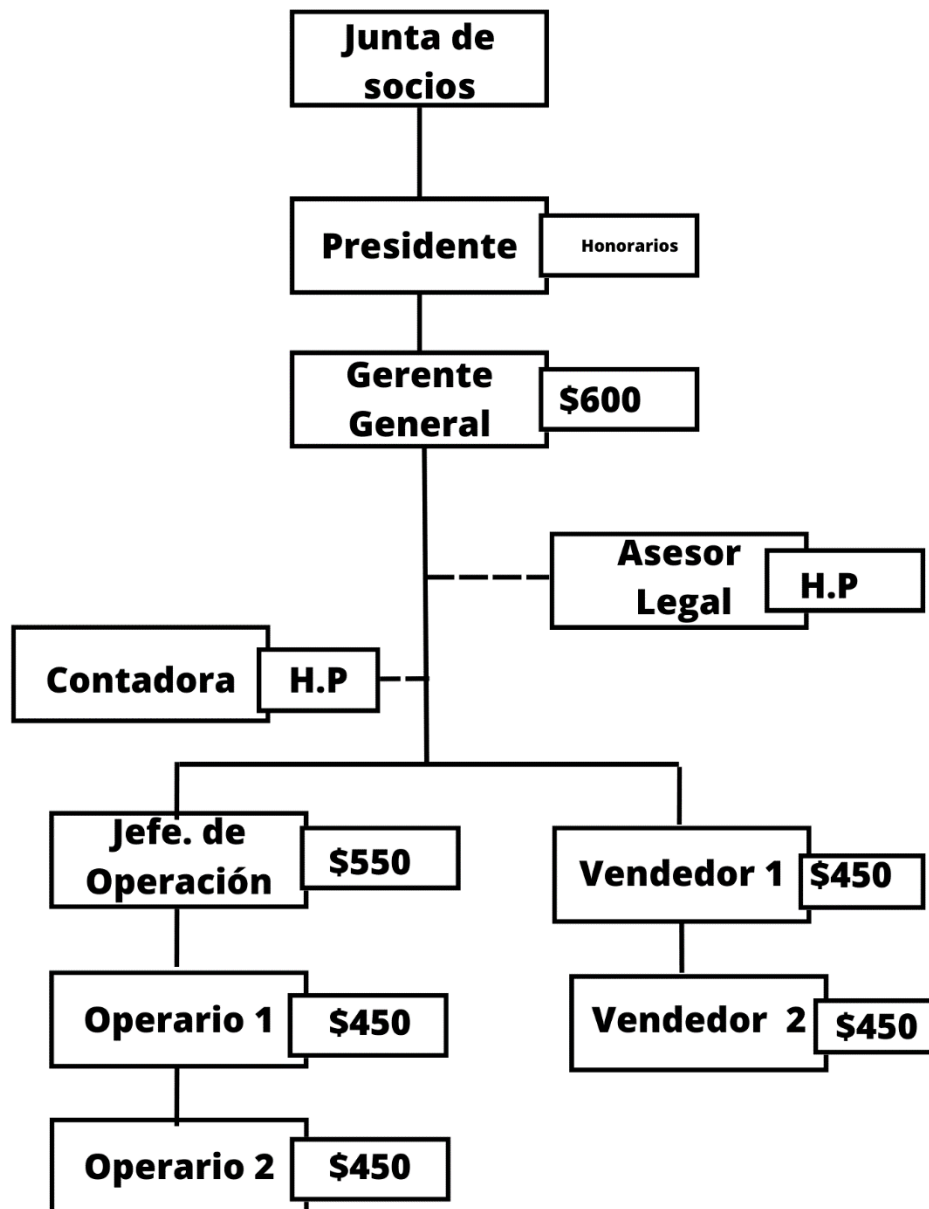 Junta de
socios
Presidente
Honorarios
Gerente
General
$600
Asesor
Legal
H.P
Contadora
H.P
Jefe. de
Operación
$550
Vendedor 1
$450
Operario 1
$450
Vendedor  2
$450
Operario 2
$450